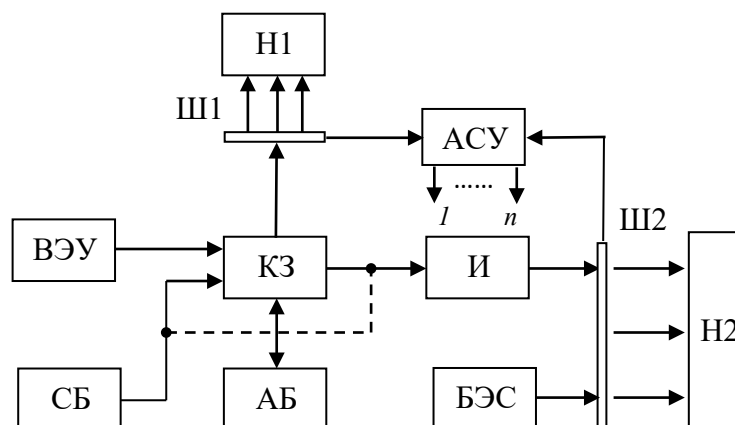 Н1
Ш1
АСУ
......
1 n
Ш2
ВЭУ
КЗ
И
Н2
СБ
АБ
БЭС